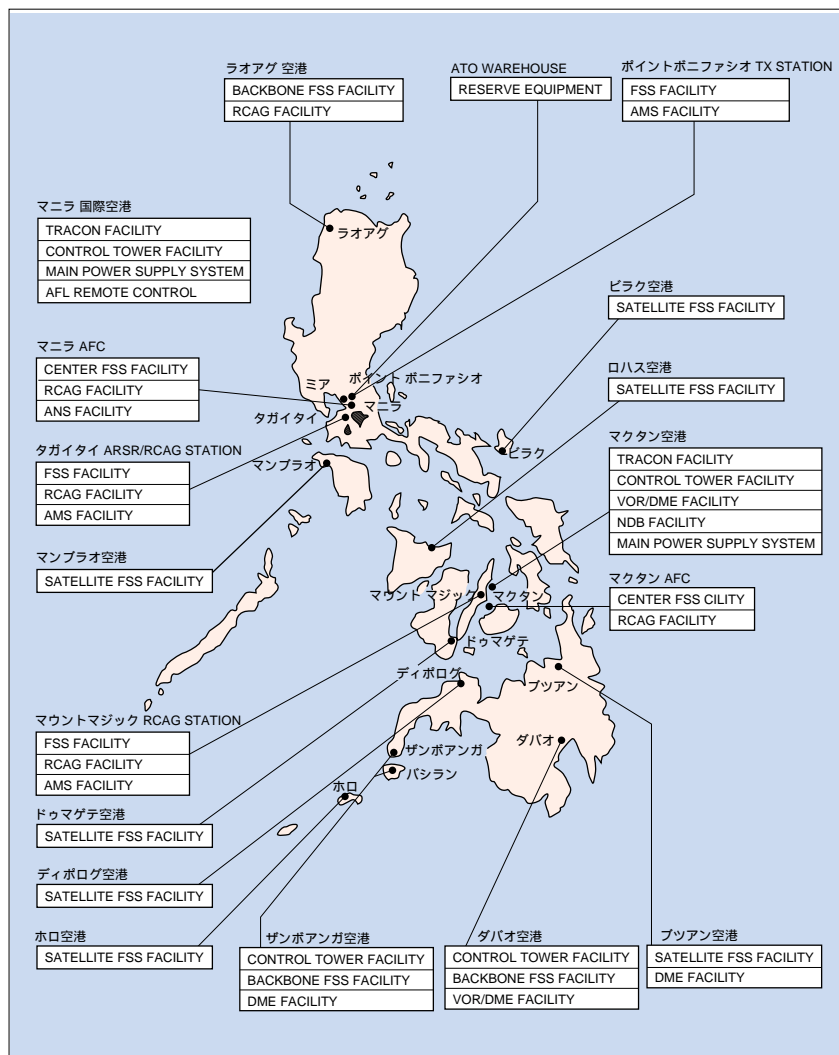 ラオアグ 空港
BACKBONE FSS FACILITY
RCAG FACILITY
ATO WAREHOUSE
RESERVE EQUIPMENT
ポイントボニファシオ TX STATION
FSS FACILITY
AMS FACILITY
マニラ 国際空港
TRACON FACILITY
CONTROL TOWER FACILITY
MAIN POWER SUPPLY SYSTEM
AFL REMOTE CONTROL
ラオアグ
ビラク空港
SATELLITE FSS FACILITY
マニラ AFC
CENTER FSS FACILITY
RCAG FACILITY
ANS FACILITY
ロハス空港
SATELLITE FSS FACILITY
ミア
ポイント ボニファシオ
マニラ
タガイタイ
タガイタイ ARSR/RCAG STATION
FSS FACILITY
RCAG FACILITY
AMS FACILITY
マンブラオ
ビラク
マクタン空港
TRACON FACILITY
CONTROL TOWER FACILITY
VOR/DME FACILITY
NDB FACILITY
MAIN POWER SUPPLY SYSTEM
マンブラオ空港
SATELLITE FSS FACILITY
マウント マジック
マクタン
マクタン AFC
CENTER FSS CILITY
RCAG FACILITY
ドゥマゲテ
ディポログ
ブツアン
マウントマジック RCAG STATION
FSS FACILITY
RCAG FACILITY
AMS FACILITY
ザンボアンガ
ダバオ
バシラン
ホロ
ドゥマゲテ空港
SATELLITE FSS FACILITY
ディポログ空港
SATELLITE FSS FACILITY
ホロ空港
SATELLITE FSS FACILITY
ザンボアンガ空港
CONTROL TOWER FACILITY
BACKBONE FSS FACILITY
DME FACILITY
ダバオ空港
CONTROL TOWER FACILITY
BACKBONE FSS FACILITY
VOR/DME FACILITY
ブツアン空港
SATELLITE FSS FACILITY
DME FACILITY